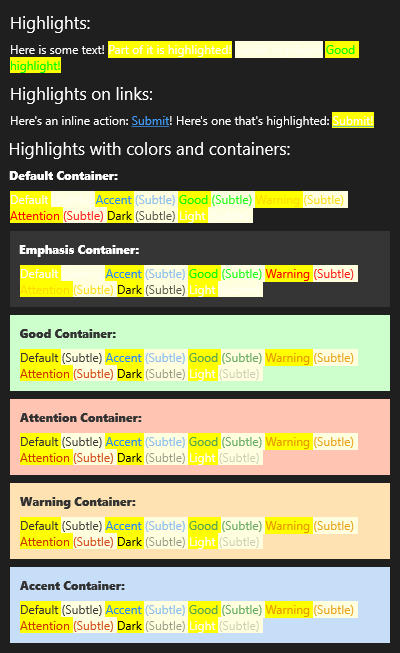 Highlights:
Here is some text! Part of it is highlighted! Good
highlight!
Highlights on links:
Here's an inline action: Submit! Here's one that's highlighted: Submit!
Highlights with colors and containers:
Default Container:
Default Accent (Subtle) Good (Subtle) Warning (Subtle)
Attention (Subtle) Dark (Subtle) Light
Emphasis Container:
Default Accent (Subtle) Good (Subtle) Warning (Subtle)
Attention (Subtle) Dark (Subtle) Light
Good Container:
Default (Subtle) Accent (Subtle) Good (Subtle) Warning (Subtle)
Attention (Subtle) Dark (Subtle) Light (Subtle)
Attention Container:
Default (Subtle) Accent (Subtle) Good (Subtle) Warning (Subtle)
Attention (Subtle) Dark (Subtle) Light (Subtle)
Warning Container:
Default (Subtle) Accent (Subtle) Good (Subtle) Warning (Subtle)
Attention (Subtle) Dark (Subtle) Light (Subtle)
Accent Container:
Default (Subtle) Accent (Subtle) Good (Subtle) Warning (Subtle)
Attention (Subtle) Dark (Subtle) Light (Subtle)